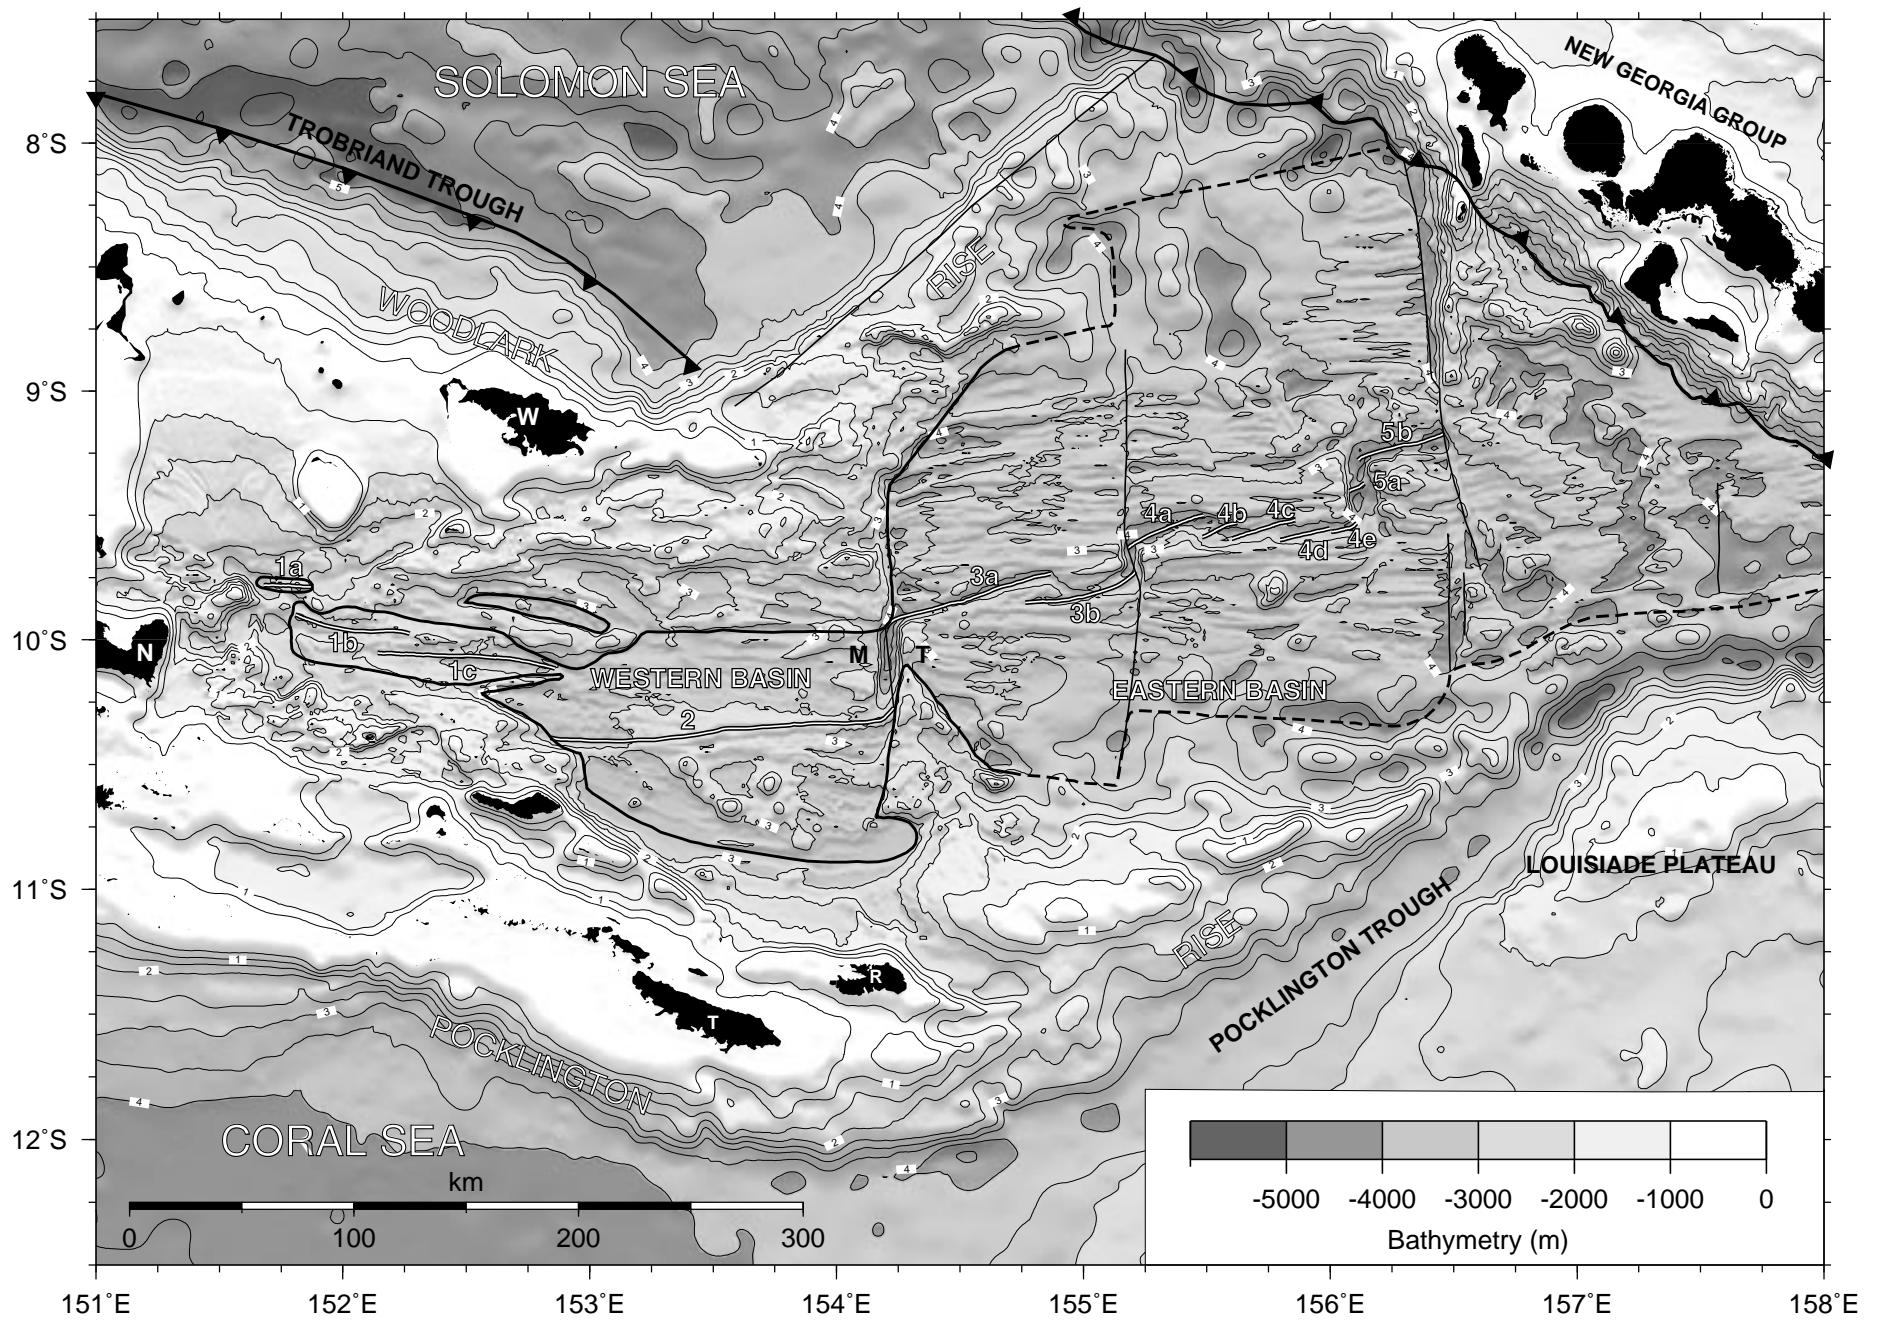 SOLOMON SEA
NEW GEORGIA GROUP
TROBRIAND TROUGH
8°S
WOODLARK
RISE
9°S
W
5b
5a
4a
4b
4c
4d
4e
1a
3a
3b
10°S
N
1b
1c
M
T
WESTERN BASIN
EASTERN BASIN
2
11°S
LOUISIADE PLATEAU
RISE
POCKLINGTON TROUGH
R
T
POCKLINGTON
12°S
CORAL SEA
km
0 100 200 300
-5000 -4000 -3000 -2000 -1000 0
Bathymetry (m)
151°E 152°E 153°E 154°E 155°E 156°E 157°E 158°E